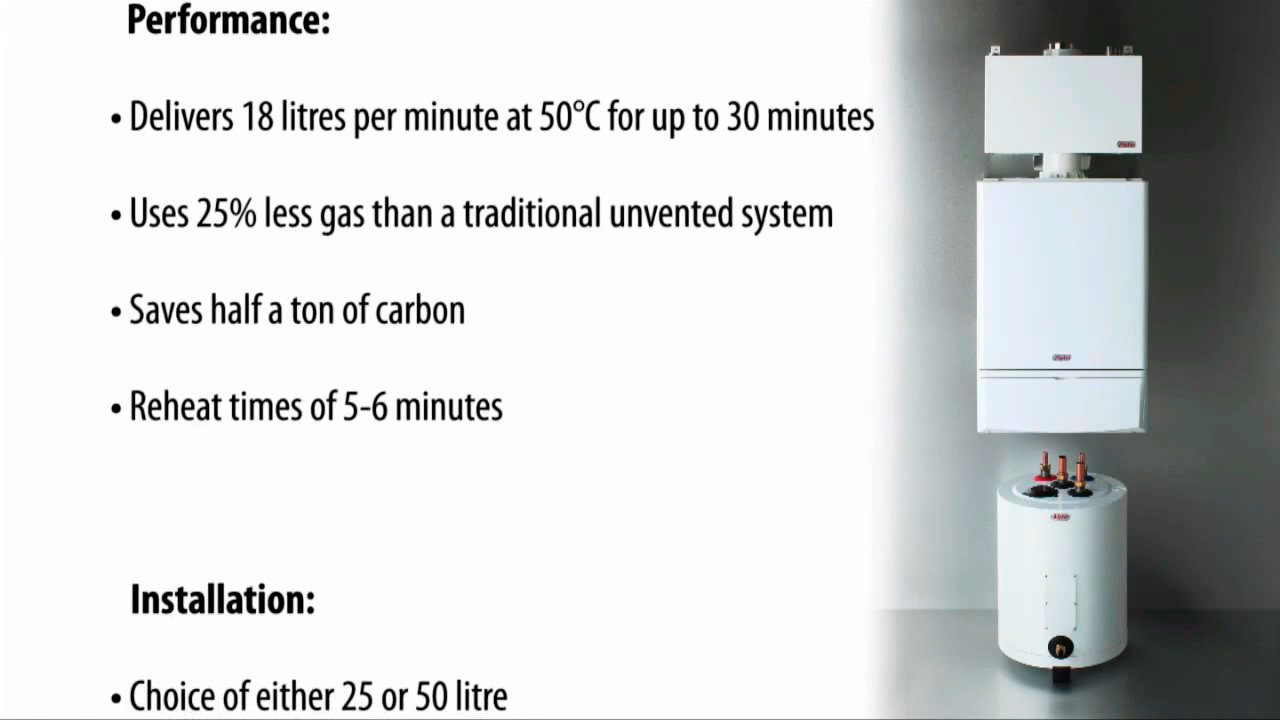 Performance:
• Delivers 18 litres per minute at 50°C for up to 30 minutes
• Uses 25% less gas than a traditional unvented system
• Saves half a ton of carbon
• Reheat times of 5-6 minutes
Installation:
• Choice of either 25 or 50 litre